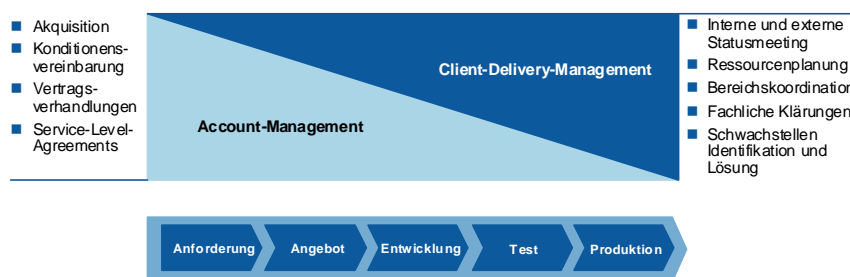 Akquisition
Konditionens-
vereinbarung
Vertrags-
verhandlungen
Service-Level-
Agreements
Client-Delivery-Management
Account-Management
Interne und externe
Statusmeeting
Ressourcenplanung
Bereichskoordination
Fachliche Klärungen
Schwachstellen
Identifikation und
Lösung
Anforderung
Angebot
Entwicklung
Test
Produktion